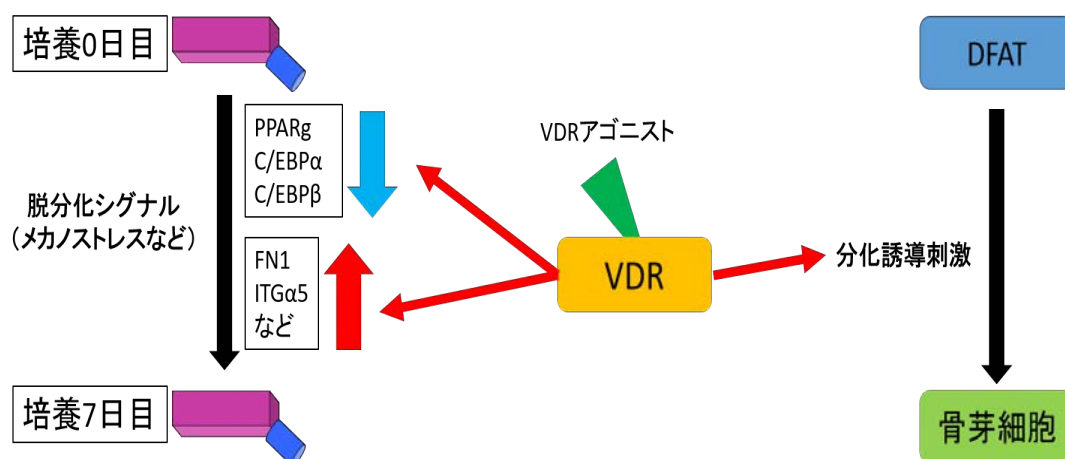 培養0日目
脱分化シグナル
(メカノストレスなど)
PPARg
C/EBPα
C/EBPβ
FN1
ITGα5
など
培養7日目
VDRアゴニスト
VDR
分化誘導刺激
DFAT
骨芽細胞